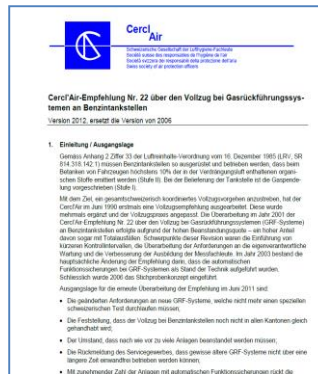 Cercl
Air
Schweizerische Gesellschaft der Lufthygiene-Fachleute
Société suisse des responsables de l'hygiène de l'air
Società svizzera dei responsabili della protezione dell'aria
Swiss society of air protection officers
Cercl'Air-Empfehlung Nr. 22 über den Vollzug bei Gasrückführungssys-
temen an Benzintankstellen
Version 2012, ersetzt die Version von 2006
1. Einleitung / Ausgangslage
Gemäss Anhang 2 Ziffer 33 der Luftreinhalte-Verordnung vom 16. Dezember 1985 (LRV, SR
814.318.142.1) müssen Benzintankstellen so ausgerüstet und betrieben werden, dass beim
Betanken von Fahrzeugen höchstens 10% der in der Verdrängungsluft enthaltenen organi-
schen Stoffe emittiert werden (Stufe II). Bei der Belieferung der Tankstelle ist die Gaspende-
lung vorgeschrieben (Stufe I).
Mit dem Ziel, ein gesamtschweizerisch koordiniertes Vollzugsvorgehen anzustreben, hat der
Cercl'Air im Juni 1990 erstmals eine Vollzugsempfehlung ausgearbeitet. Diese wurde
mehrmals ergänzt und der Vollzugspraxis angepasst. Die Überarbeitung im Jahr 2001 der
Cercl'Air-Empfehlung Nr. 22 über den Vollzug bei Gasrückführungssystemen (GRF-Systeme)
an Benzintankstellen erfolgte aufgrund der hohen Beanstandungsquote – ein hoher Anteil
davon sogar mit Totalausfällen. Schwerpunkte dieser Revision waren die Einführung von
kürzeren Kontrollintervallen, die Überarbeitung der Anforderungen an die eigenverantwortliche
Wartung und die Verbesserung der Ausbildung der Messfachleute. Im Jahr 2003 bestand die
hauptsächliche Änderung der Empfehlung darin, dass die automatischen
Funktionssicherungen bei GRF-Systemen als Stand der Technik aufgeführt wurden.
Schliesslich wurde 2006 das Stichprobenkonzept eingeführt.
Ausgangslage für die erneute Überarbeitung der Empfehlung im Juni 2011 sind:
• Die geänderten Anforderungen an neue GRF-Systeme, welche nicht mehr einen speziellen
schweizerischen Test durchlaufen müssen,
• Die Feststellung, dass der Vollzug bei Benzintankstellen noch nicht in allen Kantonen gleich
gehandhabt wird;
• Der Umstand, dass nach wie vor zu viele Anlagen beanstandet werden müssen;
• Die Rückmeldung des Servicegewerbes, dass gewisse ältere GRF-Systeme nicht über eine
längere Zeit einwandfrei betrieben werden können;
• Mit zunehmender Zahl der Anlagen mit automatischen Funktionssicherungen rückt die